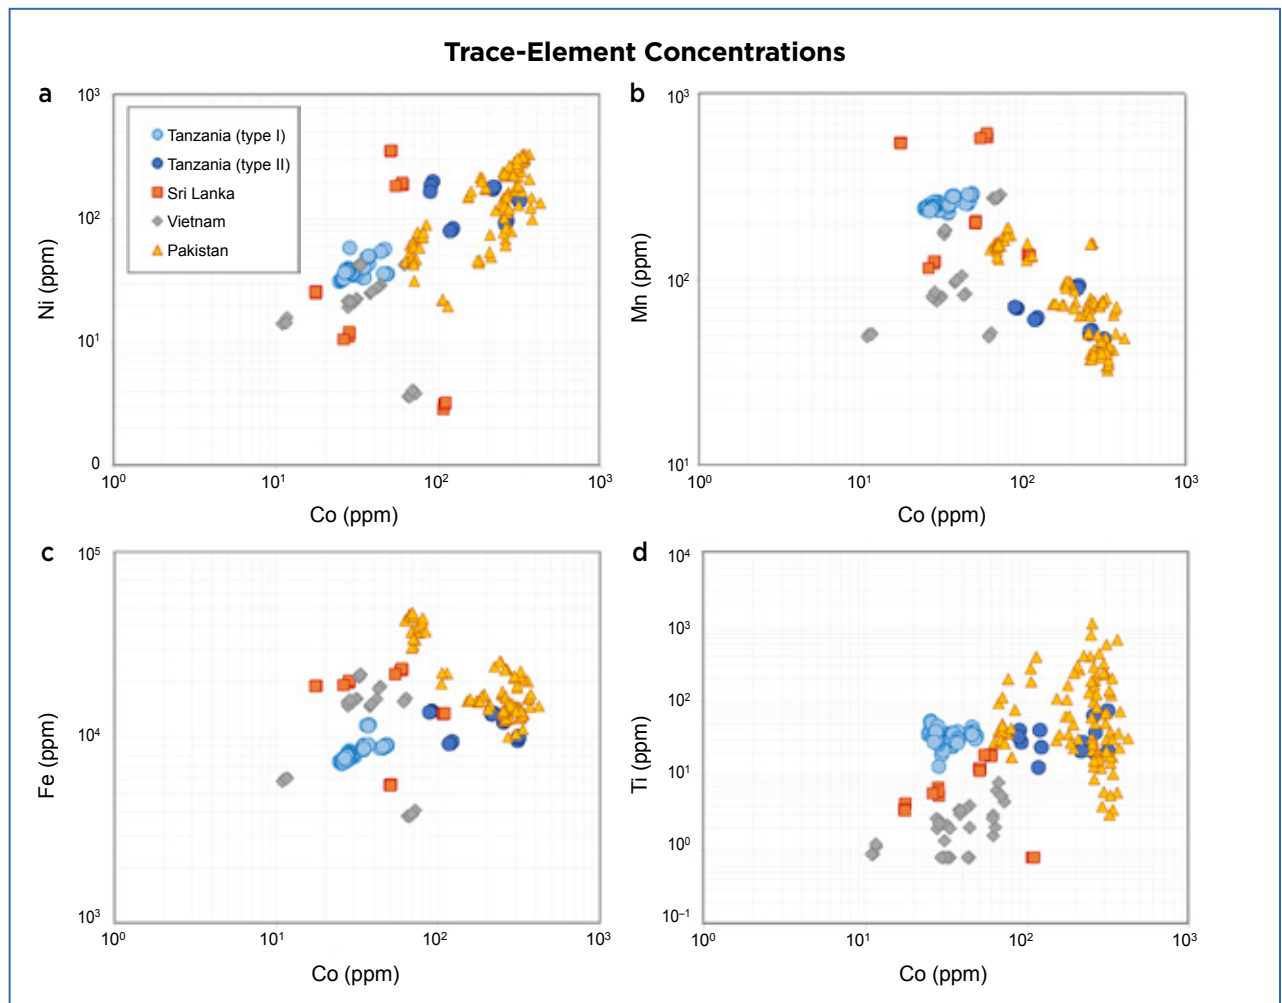 Trace-Element Concentrations
a
10³
10²
10¹
0
Ni (ppm)
Tanzania (type I)
Tanzania (type II)
Sri Lanka
Vietnam
Pakistan
10⁰ 10¹ 10² 10³
Co (ppm)
b
10³
10²
10¹
Mn (ppm)
10⁰ 10¹ 10² 10³
Co (ppm)
c
10⁵
10⁴
10³
Fe (ppm)
10⁰ 10¹ 10² 10³
Co (ppm)
d
10⁴
10³
10²
10¹
10⁰
10⁻¹
Ti (ppm)
10⁰ 10¹ 10² 10³
Co (ppm)